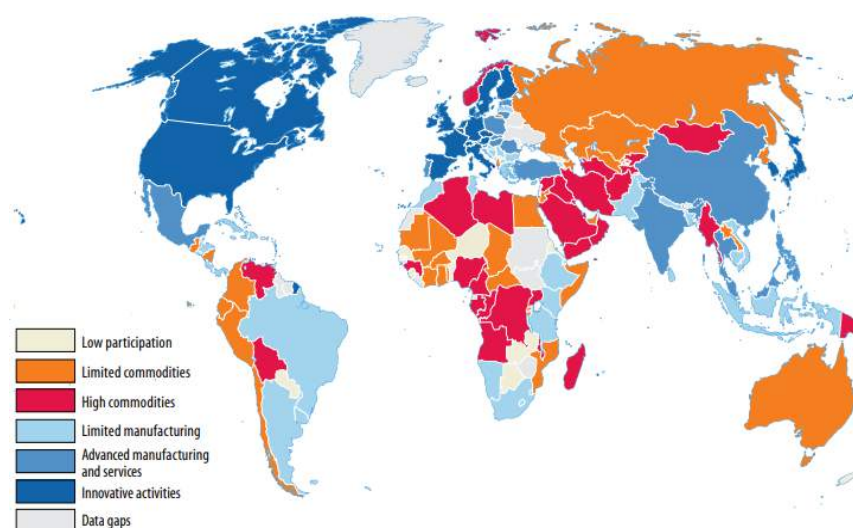 Low participation
Limited commodities
High commodities
Limited manufacturing
Advanced manufacturing
and services
Innovative activities
Data gaps